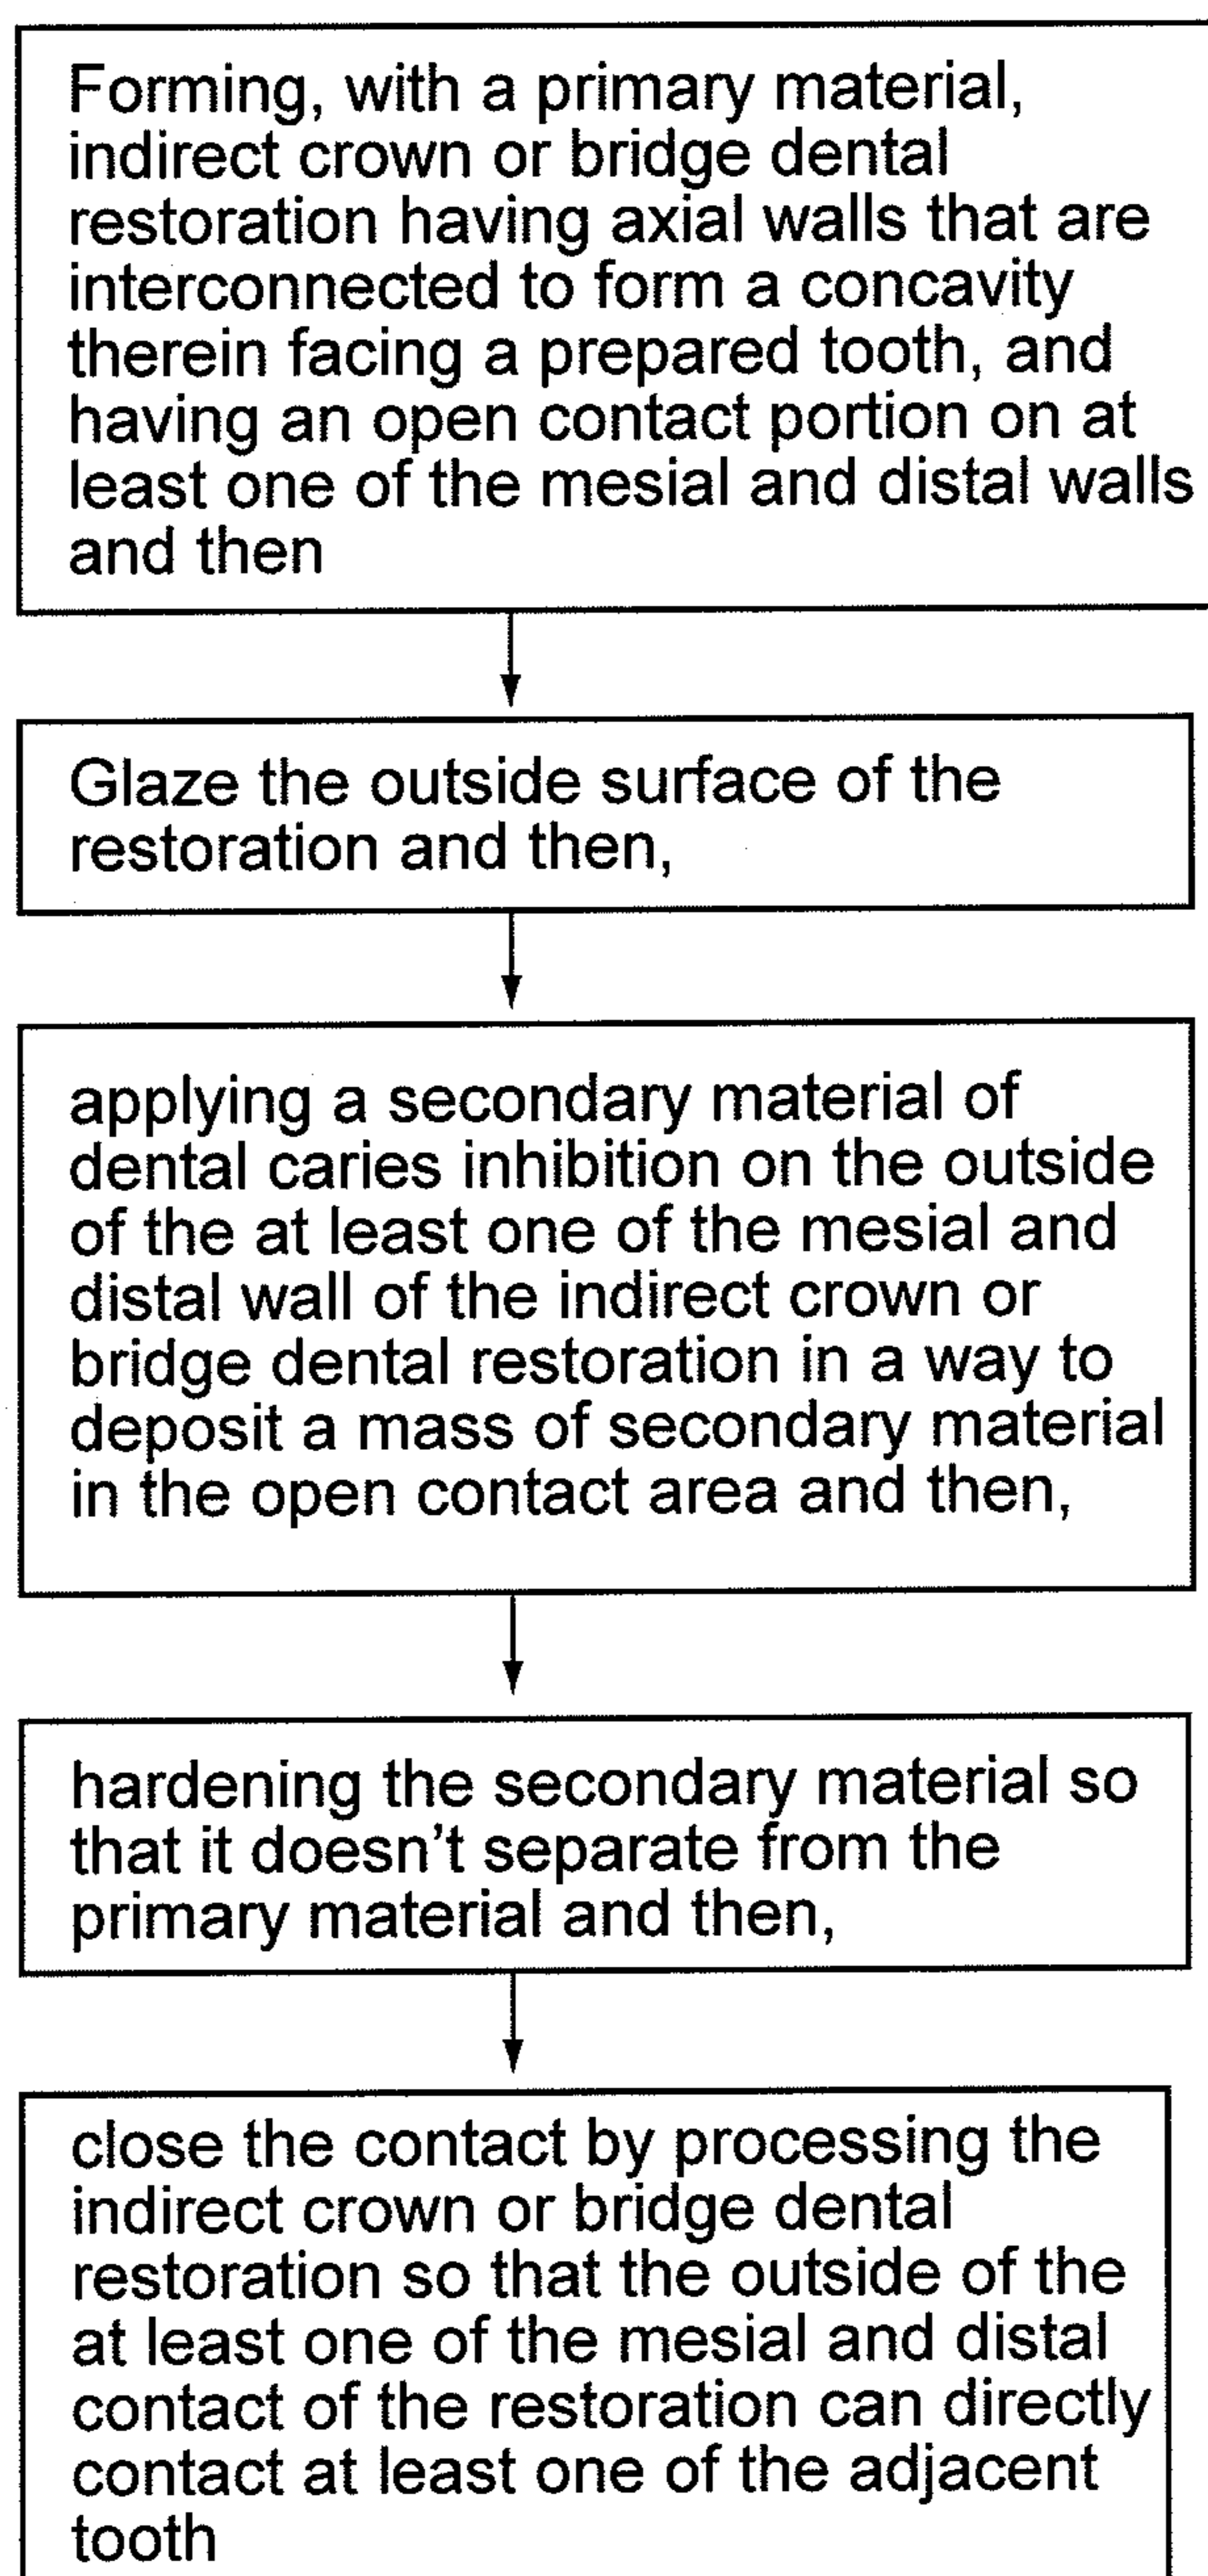 Forming, with a primary material,
indirect crown or bridge dental
restoration having axial walls that are
interconnected to form a concavity
therein facing a prepared tooth, and
having an open contact portion on at
least one of the mesial and distal walls
and then
Glaze the outside surface of the
restoration and then,
applying a secondary material of
dental caries inhibition on the outside
of the at least one of the mesial and
distal wall of the indirect crown or
bridge dental restoration in a way to
deposit a mass of secondary material
in the open contact area and then,
hardening the secondary material so
that it doesn't separate from the
primary material and then,
close the contact by processing the
indirect crown or bridge dental
restoration so that the outside of the
at least one of the mesial and distal
contact of the restoration can directly
contact at least one of the adjacent
tooth